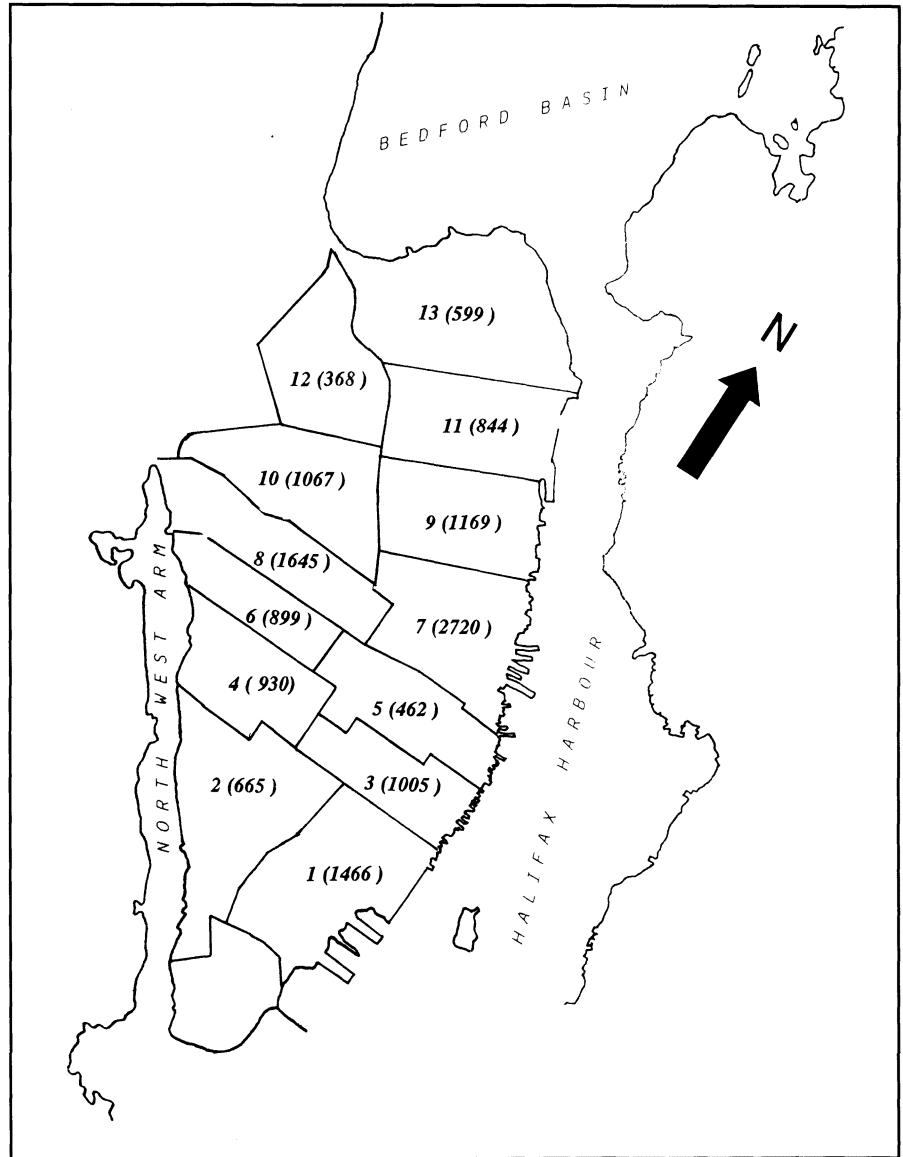 BEDFORD BASIN
N
13 (599 )
12 (368 )
11 (844 )
10 (1067 )
9 (1169 )
8 (1645 )
6 (899 )
7 (2720 )
4 ( 930)
5 (462 )
2 (665 )
3 (1005 )
1 (1466 )
NORTH WEST ARM
HALIFAX HARBOUR